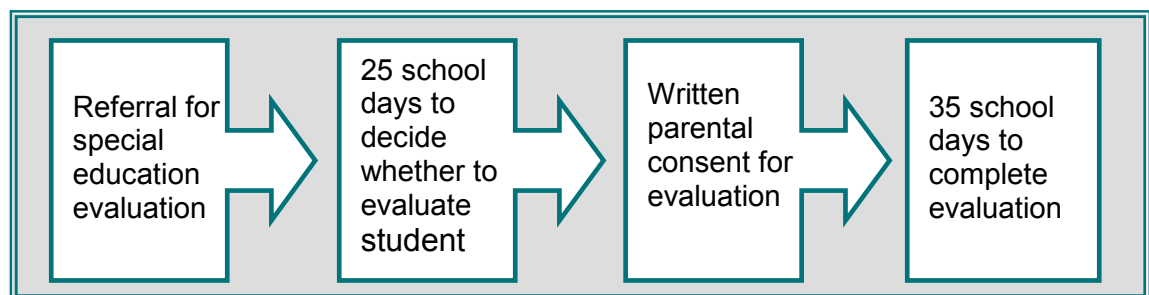 Referral for
special
education
evaluation
25 school
days to
decide
whether to
evaluate
student
Written
parental
consent for
evaluation
35 school
days to
complete
evaluation